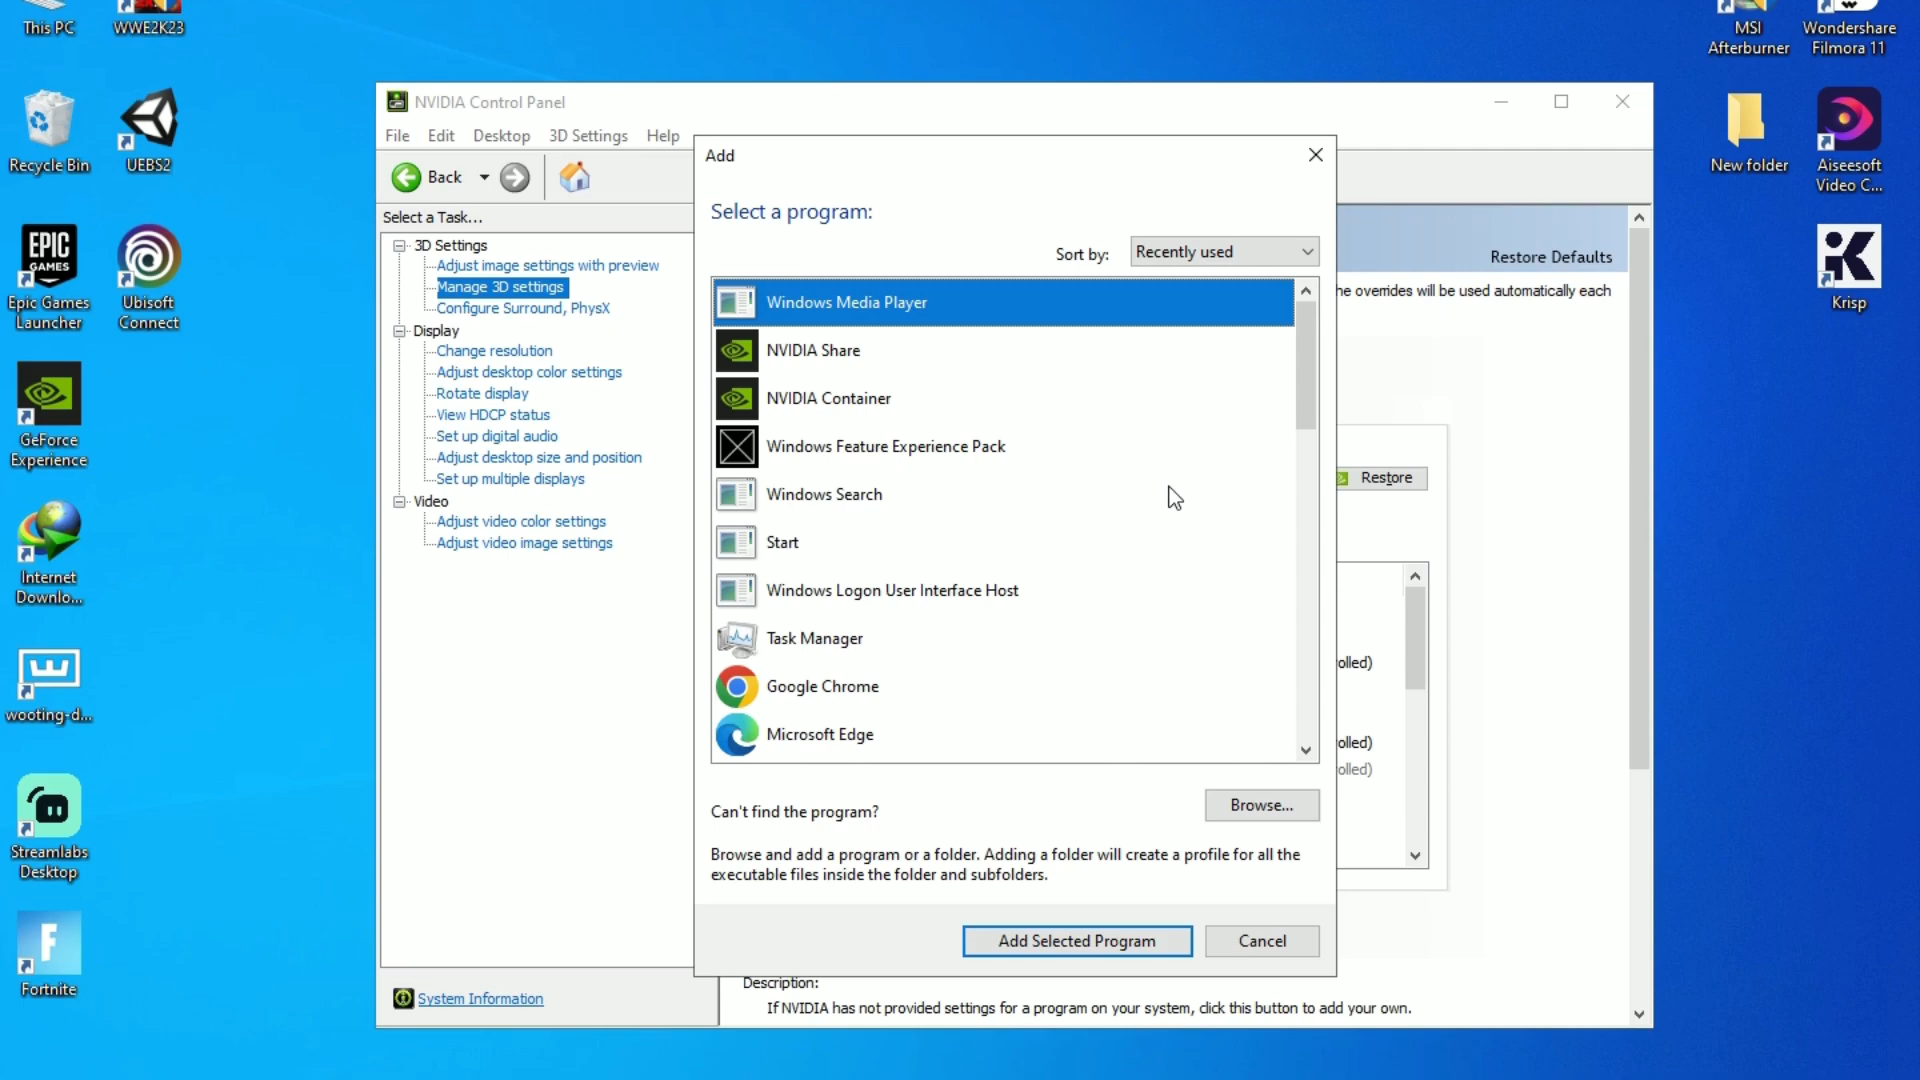 This PC
WWE2K23
MSI
Afterburner
Wondershare
Filmora 11
Recycle Bin
UEBS2
New folder
Aiseesoft
Video C...
EPIC
GAMES
Epic Games
Launcher
Ubisoft
Connect
Krisp
GeForce
Experience
Internet
Downlo...
wooting-d...
Streamlabs
Desktop
Fortnite
NVIDIA Control Panel
File Edit Desktop 3D Settings Help
Back
Select a Task...
3D Settings
Adjust image settings with preview
Manage 3D settings
Configure Surround, PhysX
Display
Change resolution
Adjust desktop color settings
Rotate display
View HDCP status
Set up digital audio
Adjust desktop size and position
Set up multiple displays
Video
Adjust video color settings
Adjust video image settings
System Information
Add
Select a program:
Sort by: Recently used
Windows Media Player
NVIDIA Share
NVIDIA Container
Windows Feature Experience Pack
Windows Search
Start
Windows Logon User Interface Host
Task Manager
Google Chrome
Microsoft Edge
Can't find the program?
Browse...
Browse and add a program or a folder. Adding a folder will create a profile for all the
executable files inside the folder and subfolders.
Add Selected Program
Cancel
Restore Defaults
he overrides will be used automatically each
Restore
olled)
olled)
olled)
Description:
If NVIDIA has not provided settings for a program on your system, click this button to add your own.